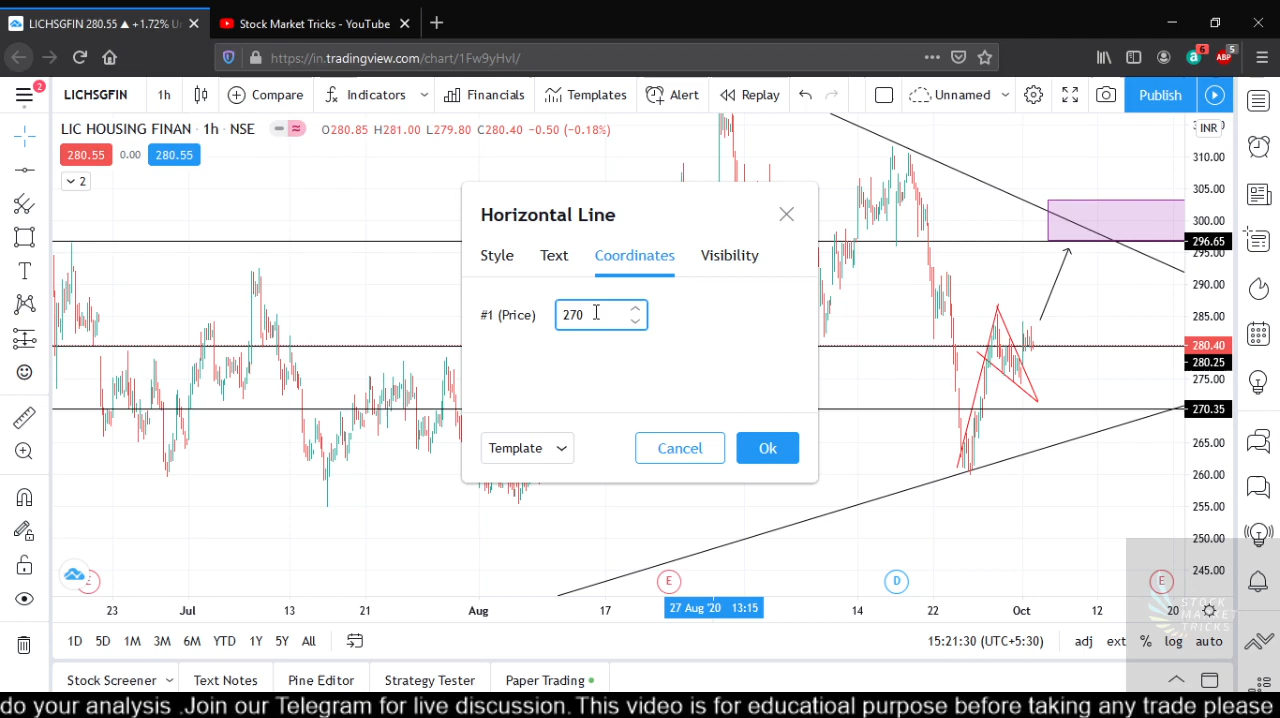 LICHSGFIN 280.55 ▲ +1.72% Un
Stock Market Tricks - YouTube
https://in.tradingview.com/chart/1Fw9yHvI/
6
5
ABP
2
LICHSGFIN
1h
Compare
Indicators
Financials
Templates
Alert
Replay
Unnamed
Publish
LIC HOUSING FINAN · 1h · NSE
O280.85 H281.00 L279.80 C280.40 -0.50 (-0.18%)
INR
280.55
0.00
280.55
2
310.00
305.00
300.00
296.65
290.00
285.00
280.40
280.25
275.00
270.35
265.00
260.00
255.00
250.00
245.00
Horizontal Line
Style
Text
Coordinates
Visibility
#1 (Price)
270
Template
Cancel
Ok
E
E
D
E
23
Jul
13
21
Aug
17
27 Aug '20 13:15
14
22
Oct
12
20
STOCK
MARKET
TRICKS
1D
5D
1M
3M
6M
YTD
1Y
5Y
All
15:21:30 (UTC+5:30)
adj
ext
%
log
auto
Stock Screener
Text Notes
Pine Editor
Strategy Tester
Paper Trading
do your analysis .Join our Telegram for live discussion. This video is for educatioal purpose before taking any trade please